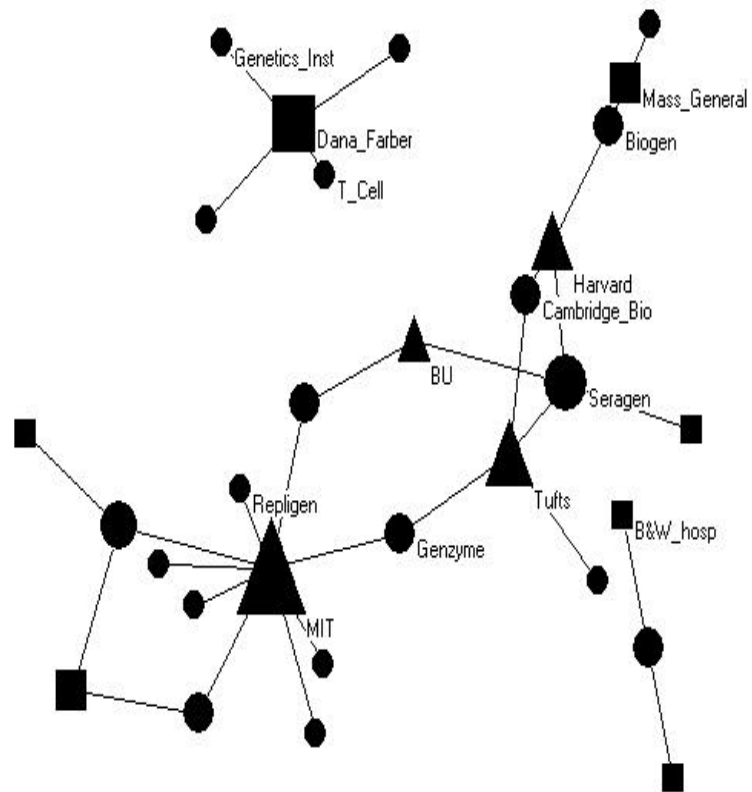 Genetics_Inst
Mass_General
Dana_Farber
Biogen
T_Cell
Harvard
Cambridge_Bio
BU
Seragen
Repligen
Tufts
B&W_hosp
Genzyme
MIT